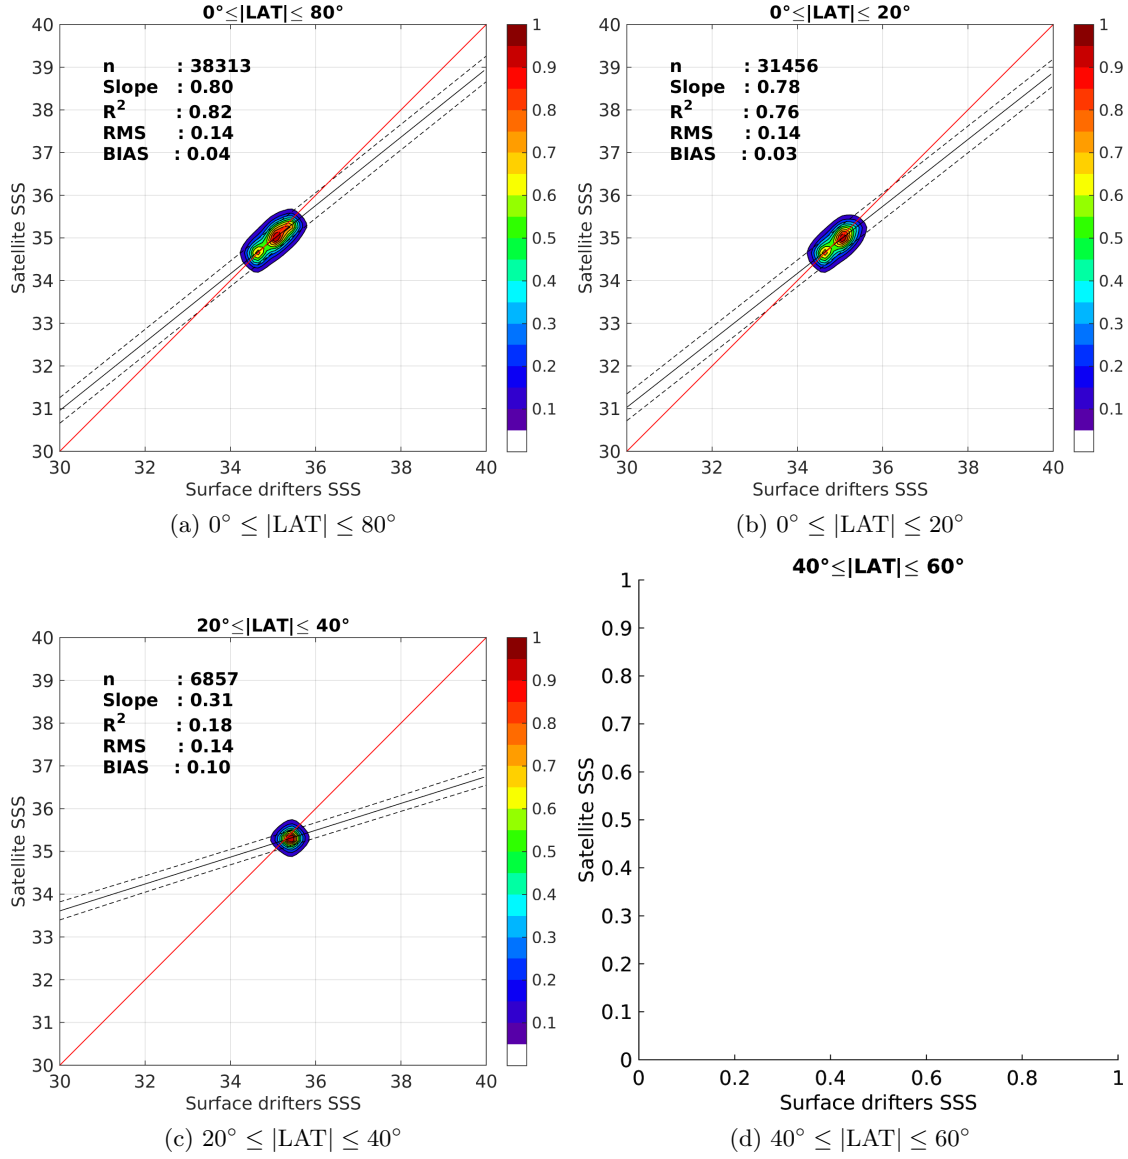 0°≤|LAT|≤ 80°
40
39
38
37
36
35
34
33
32
31
30
Satellite SSS
n : 38313
Slope : 0.80
R² : 0.82
RMS : 0.14
BIAS : 0.04
30 32 34 36 38 40
Surface drifters SSS
1
0.9
0.8
0.7
0.6
0.5
0.4
0.3
0.2
0.1
(a) 0° ≤ |LAT| ≤ 80°
0°≤|LAT|≤ 20°
40
39
38
37
36
35
34
33
32
31
30
Satellite SSS
n : 31456
Slope : 0.78
R² : 0.76
RMS : 0.14
BIAS : 0.03
30 32 34 36 38 40
Surface drifters SSS
1
0.9
0.8
0.7
0.6
0.5
0.4
0.3
0.2
0.1
(b) 0° ≤ |LAT| ≤ 20°
20°≤|LAT|≤ 40°
40
39
38
37
36
35
34
33
32
31
30
Satellite SSS
n : 6857
Slope : 0.31
R² : 0.18
RMS : 0.14
BIAS : 0.10
30 32 34 36 38 40
Surface drifters SSS
1
0.9
0.8
0.7
0.6
0.5
0.4
0.3
0.2
0.1
(c) 20° ≤ |LAT| ≤ 40°
40°≤|LAT|≤ 60°
1
0.9
0.8
0.7
0.6
0.5
0.4
0.3
0.2
0.1
0
Satellite SSS
0 0.2 0.4 0.6 0.8 1
Surface drifters SSS
(d) 40° ≤ |LAT| ≤ 60°